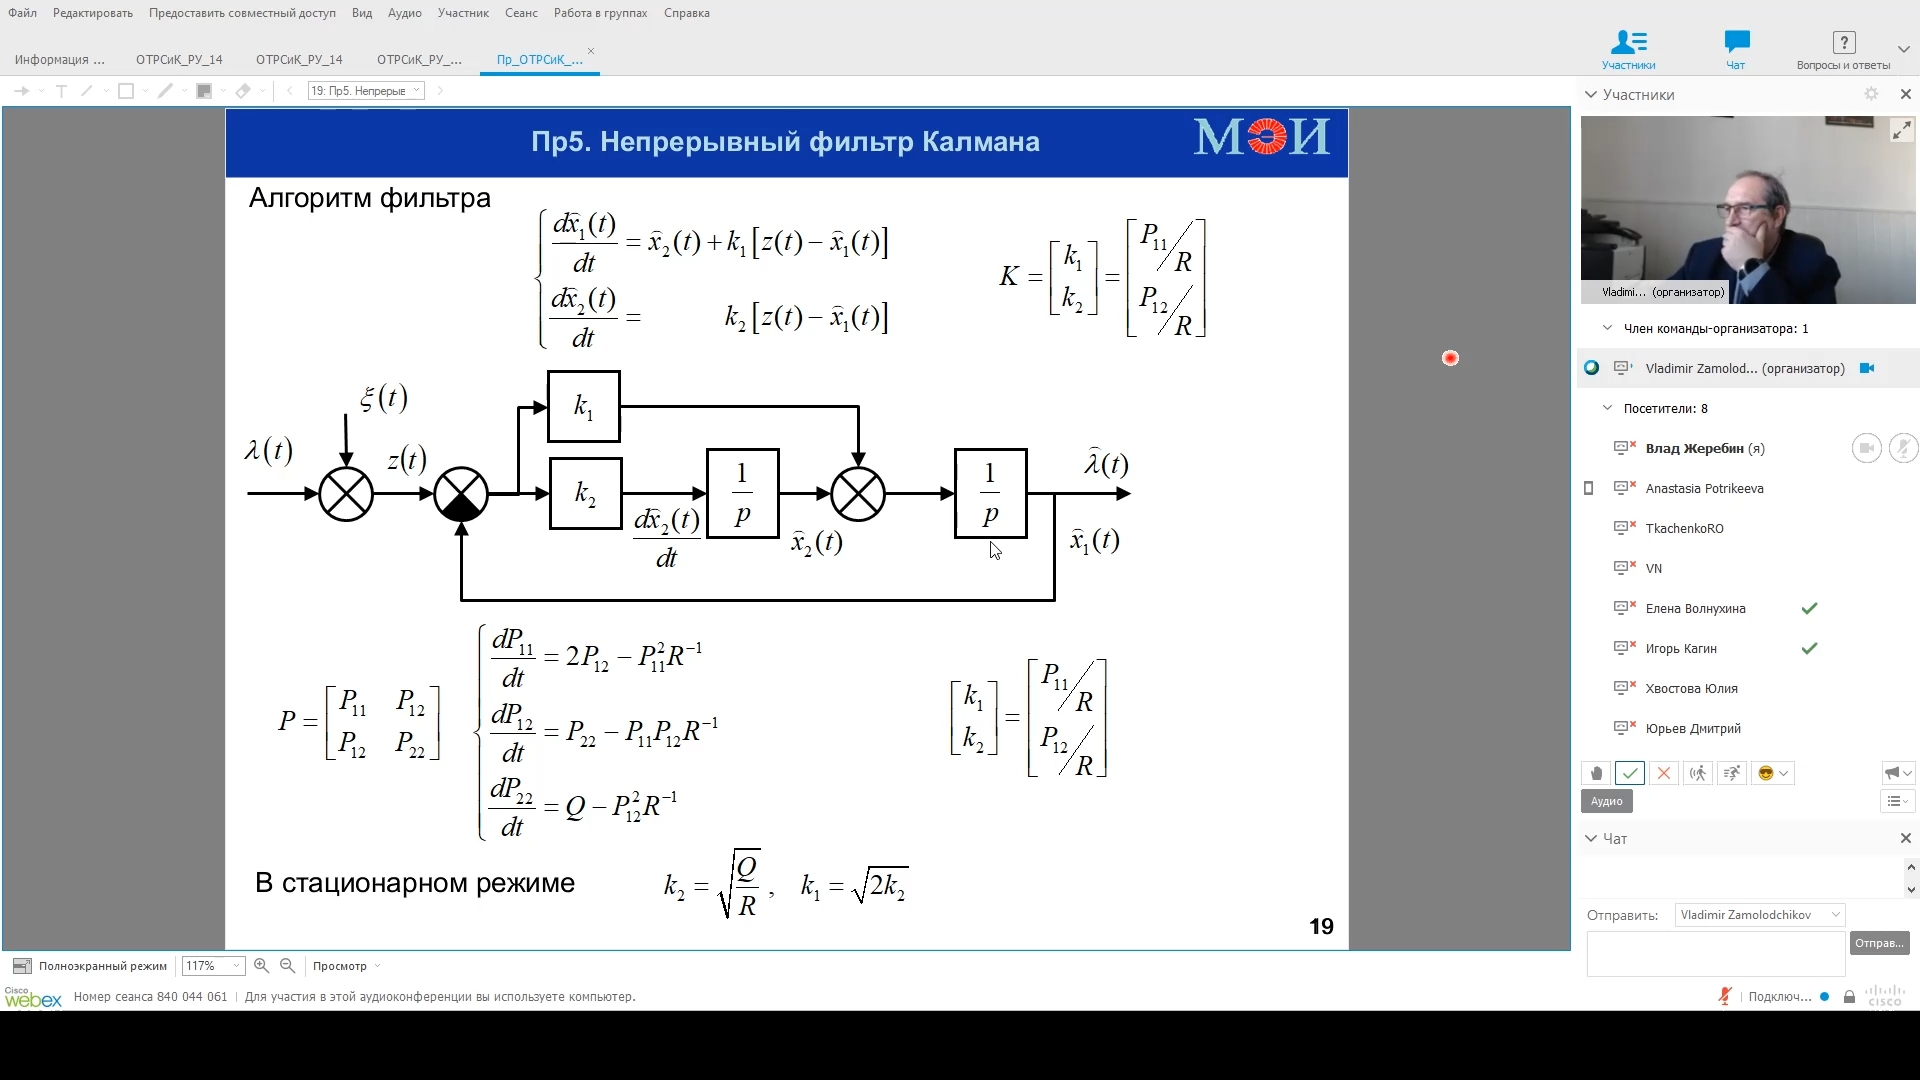 Файл Редактировать Предоставить совместный доступ Вид Аудио Участник Сеанс Работа в группах Справка
Информация ... ОТРСиК_РУ_14 ОТРСиК_РУ_14 ОТРСиК_РУ_... Пр_ОТРСиК_...
Участники Чат Вопросы и ответы
19: Пр5. Непрерыв
Пр5. Непрерывный фильтр Калмана МЭИ
Алгоритм фильтра
dx̂₁(t)/dt = x̂₂(t) + k₁[z(t) − x̂₁(t)]
dx̂₂(t)/dt = k₂[z(t) − x̂₁(t)]
K = [k₁ k₂] = [P₁₁/R P₁₂/R]
ξ(t)
k₁
λ(t) z(t) k₂ 1/p 1/p λ̂(t)
dx̂₂(t)/dt x̂₂(t) x̂₁(t)
P = [P₁₁ P₁₂ P₁₂ P₂₂]
dP₁₁/dt = 2P₁₂ − P₁₁²R⁻¹
dP₁₂/dt = P₂₂ − P₁₁P₁₂R⁻¹
dP₂₂/dt = Q − P₁₂²R⁻¹
[k₁ k₂] = [P₁₁/R P₁₂/R]
В стационарном режиме k₂ = √(Q/R) , k₁ = √(2k₂)
19
Участники
Vladimi... (организатор)
Член команды-организатора: 1
Vladimir Zamolod... (организатор)
Посетители: 8
Влад Жеребин (я)
Anastasia Potrikeeva
TkachenkoRO
VN
Елена Волнухина
Игорь Кагин
Хвостова Юлия
Юрьев Дмитрий
Аудио
Чат
Отправить: Vladimir Zamolodchikov
Отправ...
Полноэкранный режим 117% Просмотр
Cisco webex Номер сеанса 840 044 061 Для участия в этой аудиоконференции вы используете компьютер.
Подключ... cisco